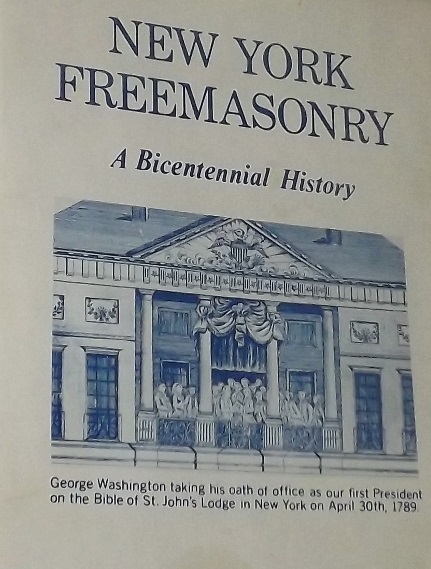 NEW YORK
FREEMASONRY
A Bicentennial History
George Washington taking his oath of office as our first President
on the Bible of St. John's Lodge in New York on April 30th, 1789.